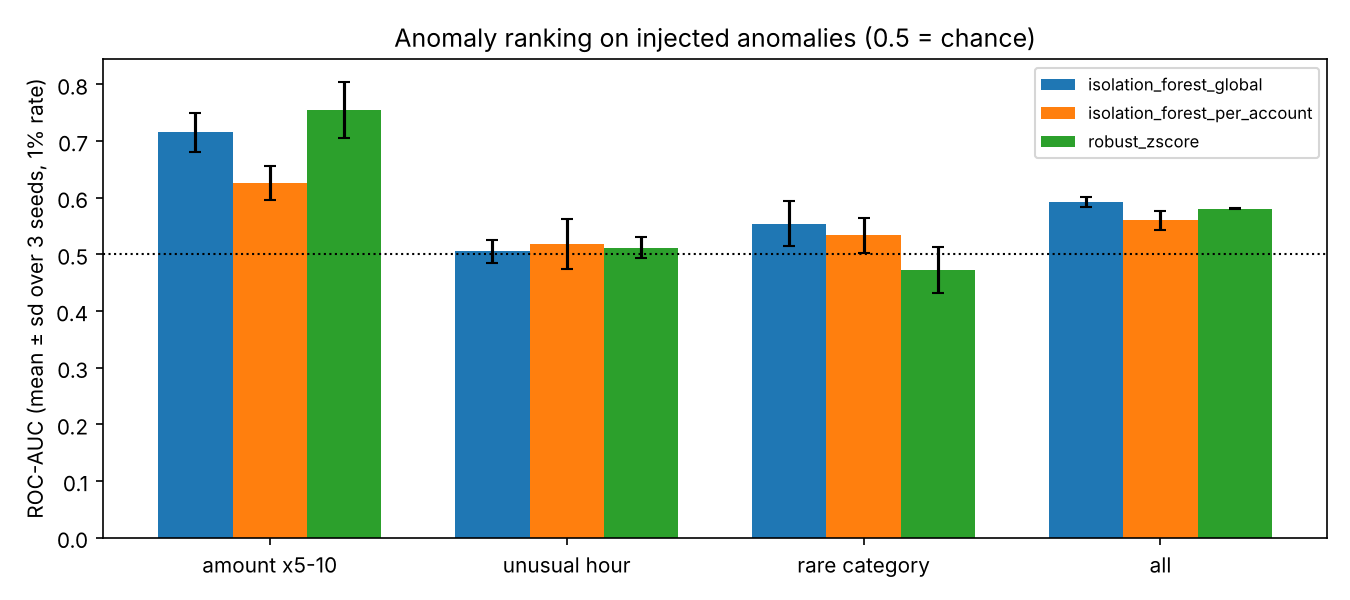 Anomaly ranking on injected anomalies (0.5 = chance)
ROC-AUC (mean ± sd over 3 seeds, 1% rate)
0.8
0.7
0.6
0.5
0.4
0.3
0.2
0.1
0.0
isolation_forest_global
isolation_forest_per_account
robust_zscore
amount x5-10
unusual hour
rare category
all